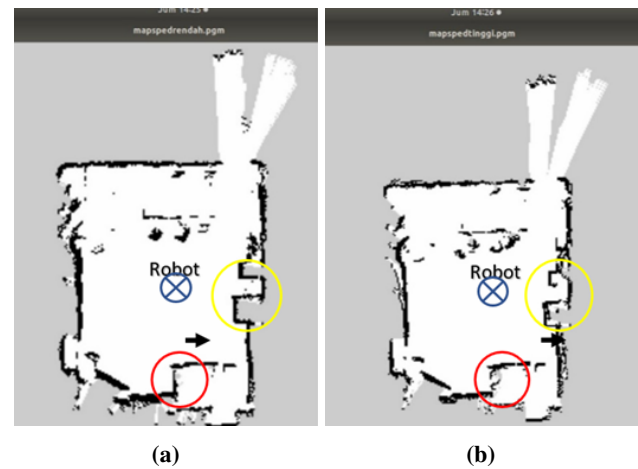 Jum 14:25
mapspedrendah.pgm
Robot
(a)
Jum 14:26
mapspedtinggi.pgm
Robot
(b)